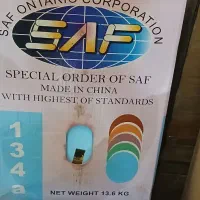 SAF ONTARIO CORPORATION
SAF
SPECIAL ORDER OF SAF
MADE IN CHINA
WITH HIGHEST OF STANDARDS
134a
NET WEIGHT 13.6 KG